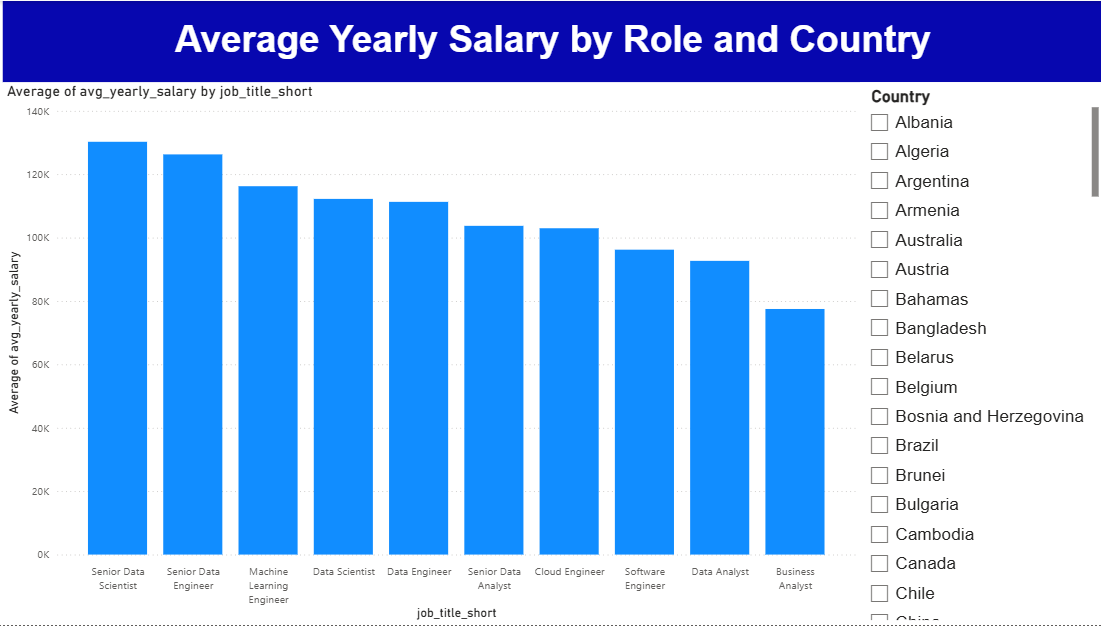 Average Yearly Salary by Role and Country
Average of avg_yearly_salary by job_title_short
140K
120K
100K
80K
60K
40K
20K
0K
Average of avg_yearly_salary
Senior Data
Scientist
Senior Data
Engineer
Machine
Learning
Engineer
Data Scientist
Data Engineer
Senior Data
Analyst
Cloud Engineer
Software
Engineer
Data Analyst
Business
Analyst
job_title_short
Country
Albania
Algeria
Argentina
Armenia
Australia
Austria
Bahamas
Bangladesh
Belarus
Belgium
Bosnia and Herzegovina
Brazil
Brunei
Bulgaria
Cambodia
Canada
Chile